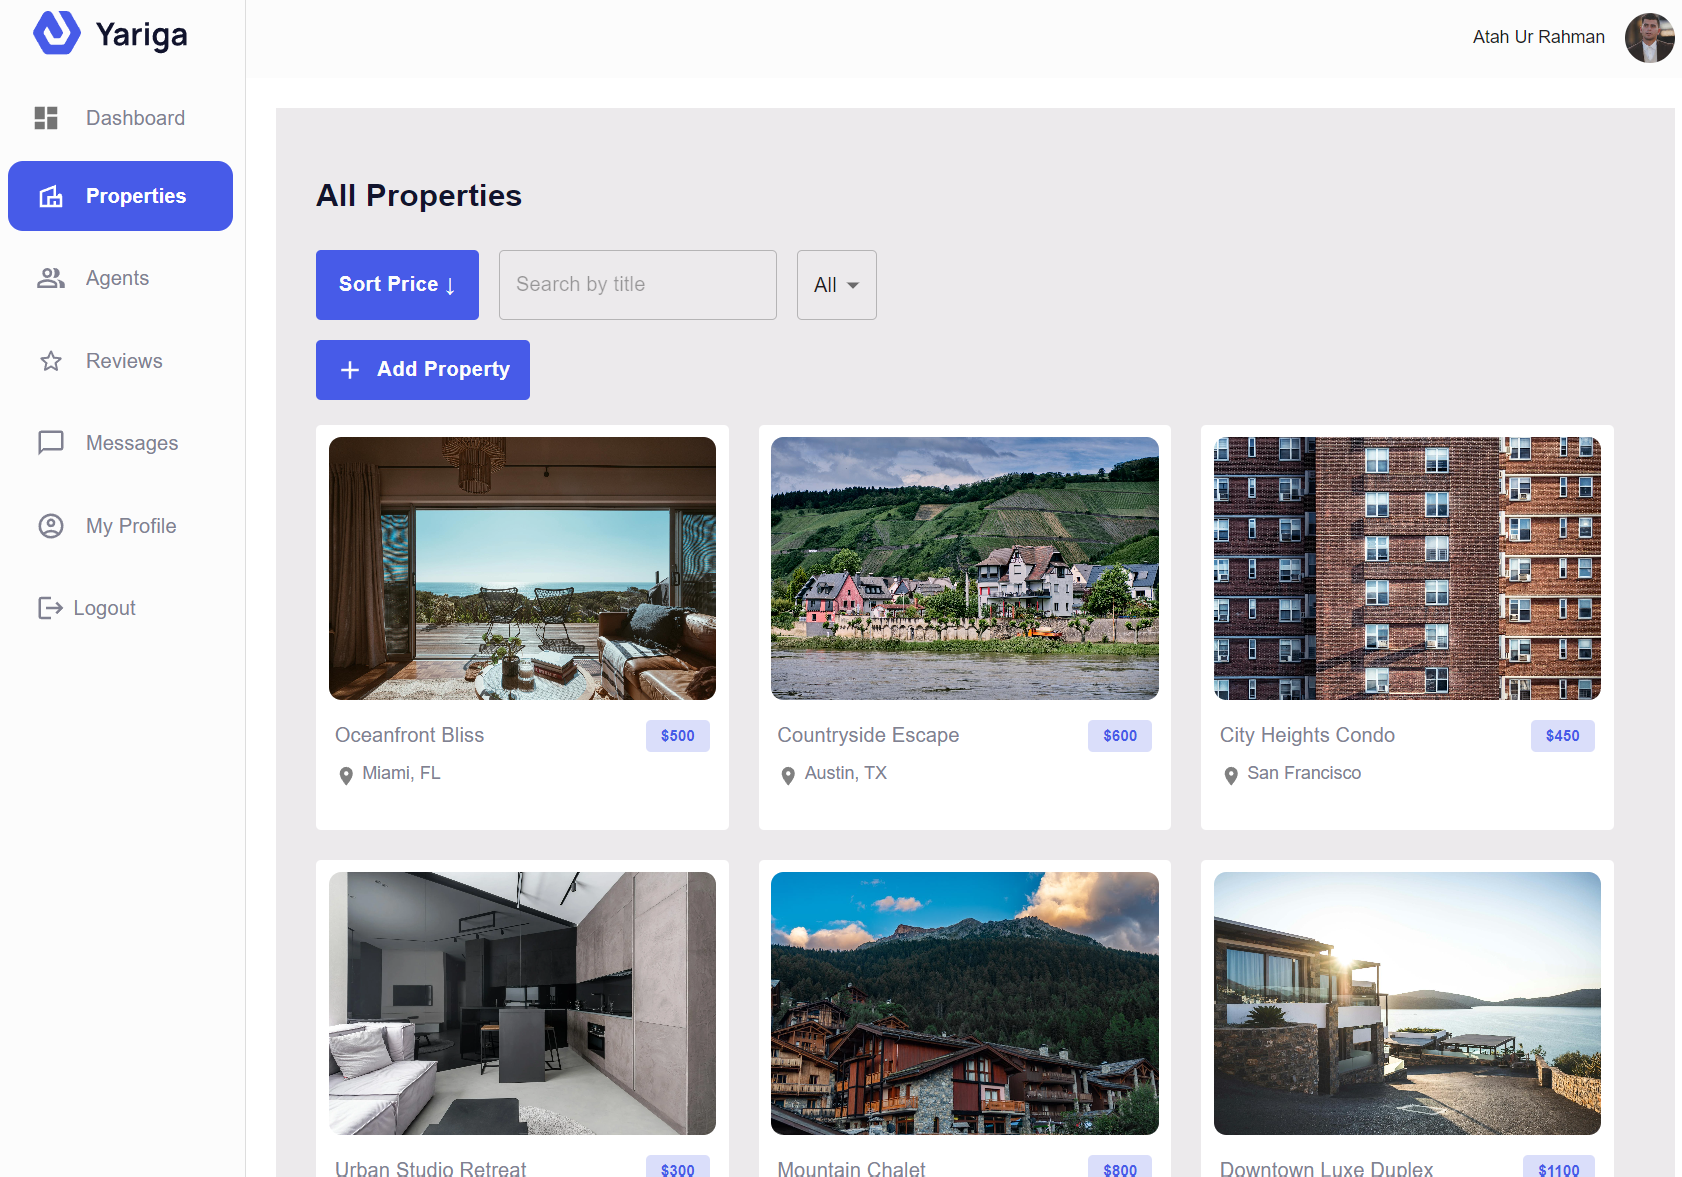 Yariga
Atah Ur Rahman
Dashboard
Properties
Agents
Reviews
Messages
My Profile
Logout
All Properties
Sort Price ↓
Search by title
All
+ Add Property
Oceanfront Bliss $500
Miami, FL
Countryside Escape $600
Austin, TX
City Heights Condo $450
San Francisco
Urban Studio Retreat $300
Mountain Chalet $800
Downtown Luxe Duplex $1100